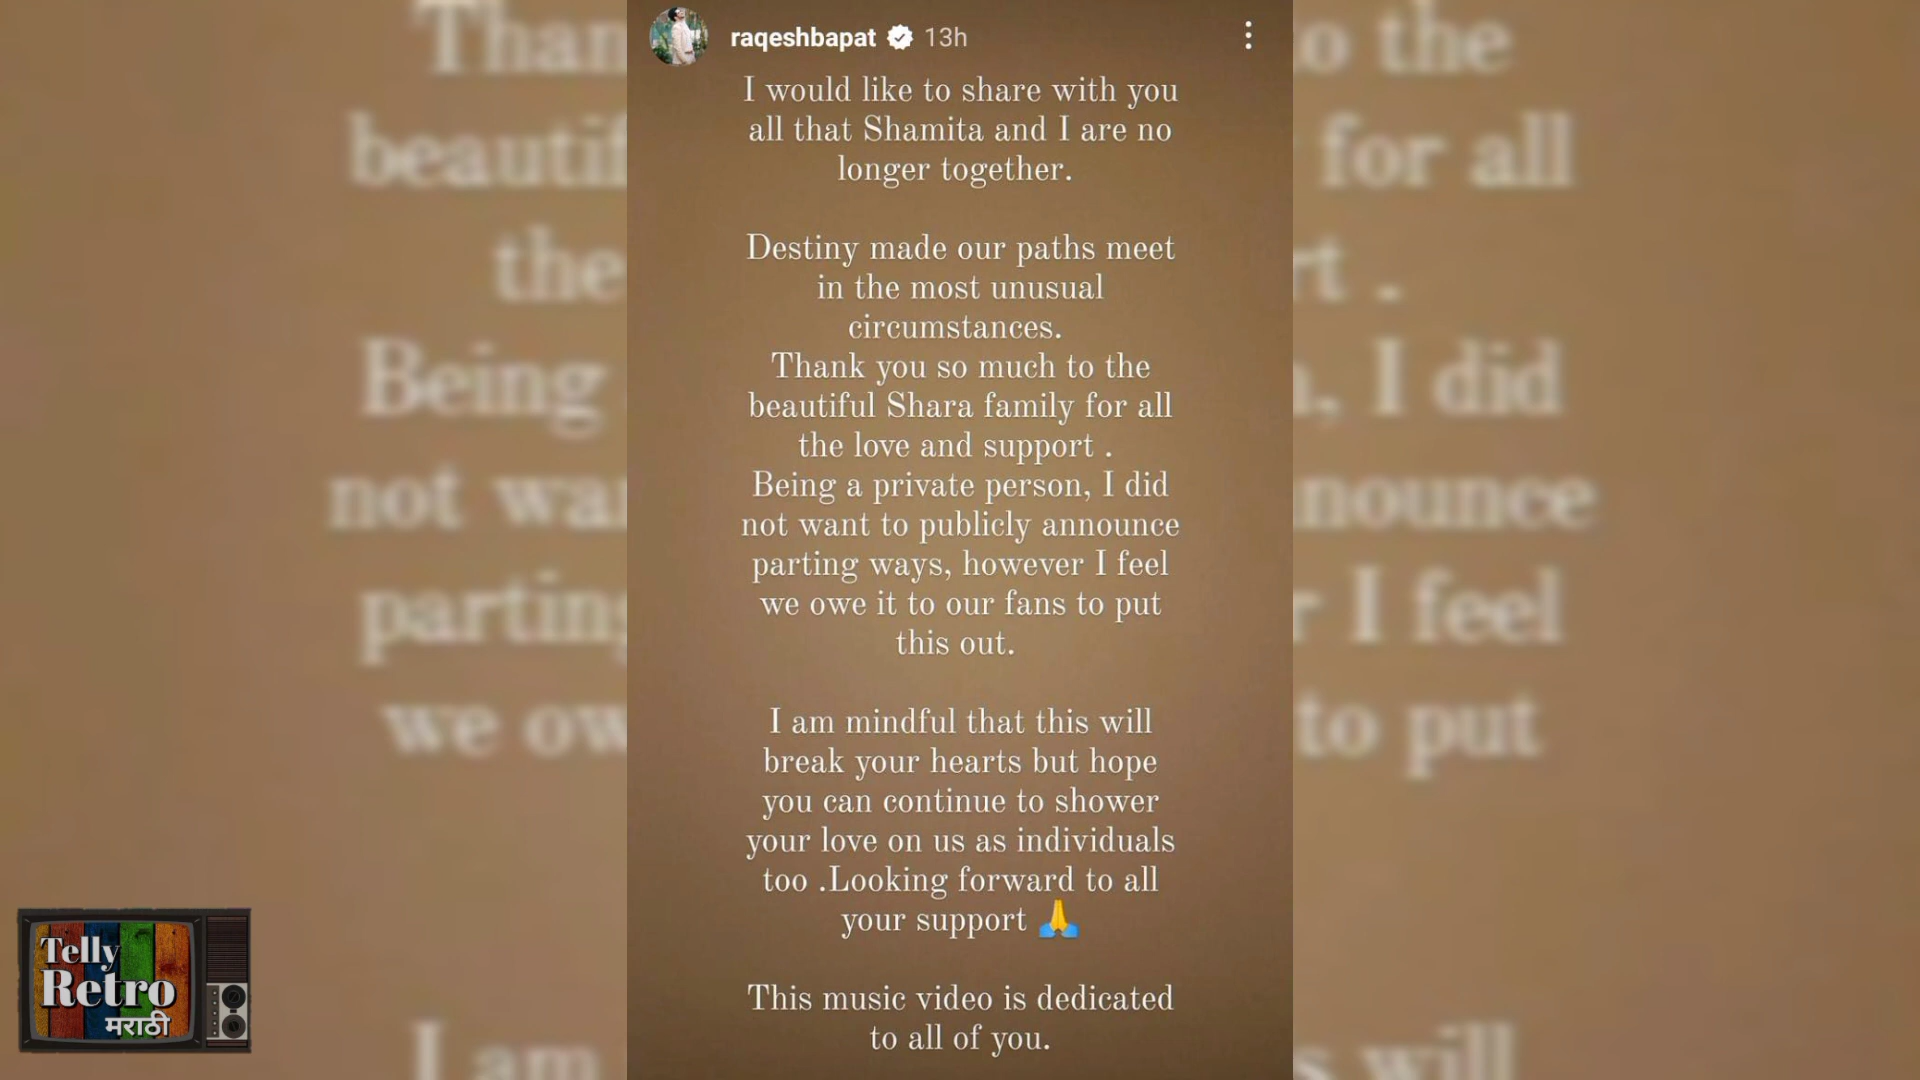 raqeshbapat 13h
I would like to share with you
all that Shamita and I are no
longer together.
Destiny made our paths meet
in the most unusual
circumstances.
Thank you so much to the
beautiful Shara family for all
the love and support .
Being a private person, I did
not want to publicly announce
parting ways, however I feel
we owe it to our fans to put
this out.
I am mindful that this will
break your hearts but hope
you can continue to shower
your love on us as individuals
too .Looking forward to all
your support 🙏
This music video is dedicated
to all of you.
Telly
Retro
मराठी